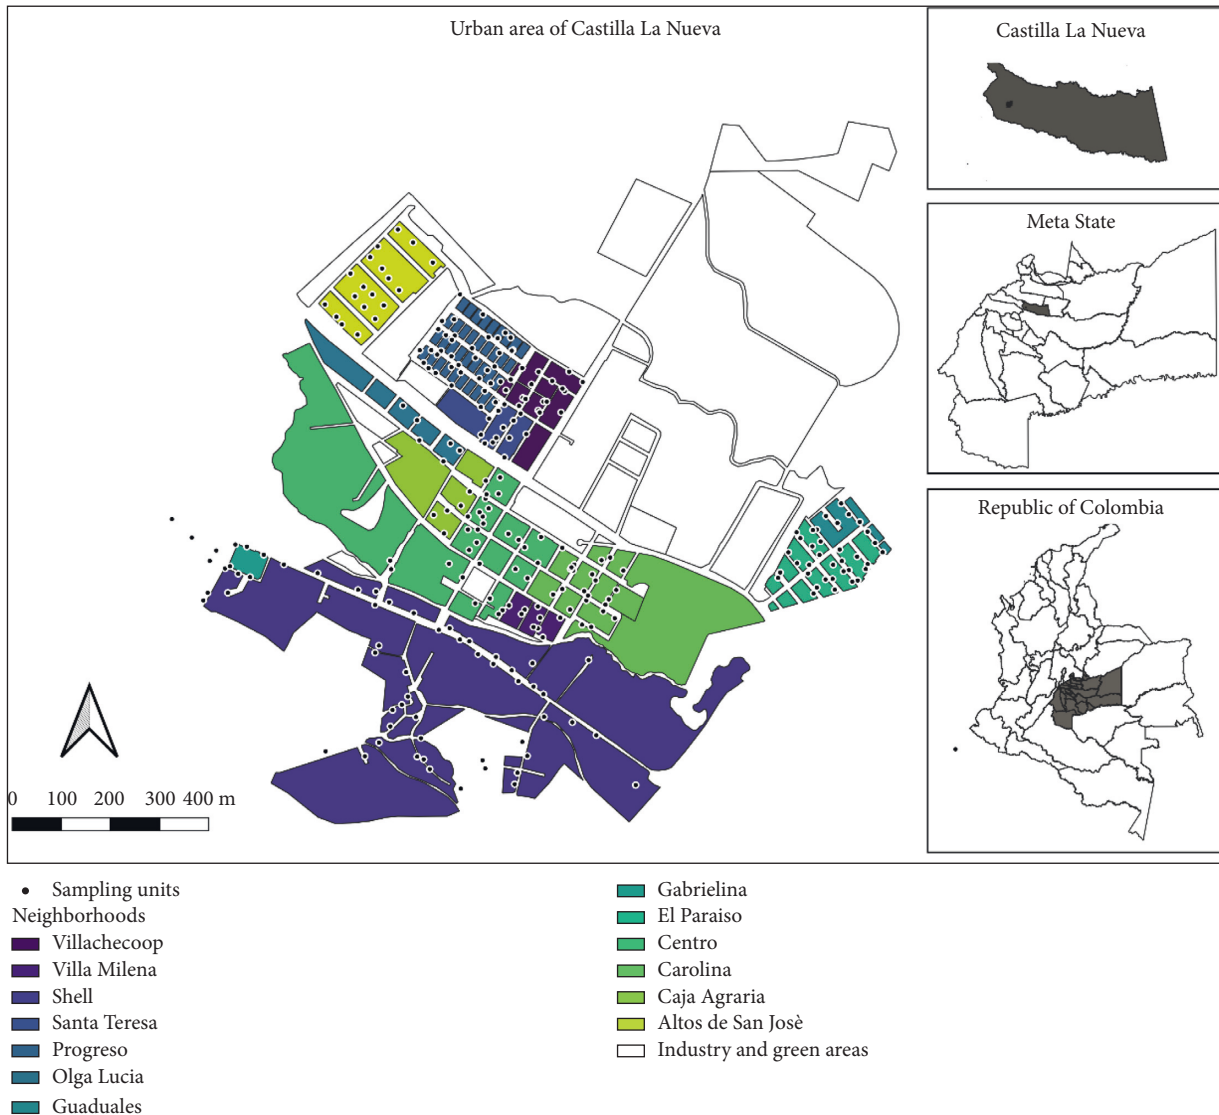 Urban area of Castilla La Nueva
Castilla La Nueva
Meta State
Republic of Colombia
0 100 200 300 400 m
Sampling units
Neighborhoods
Villachecoop
Villa Milena
Shell
Santa Teresa
Progreso
Olga Lucia
Guaduales
Gabrielina
El Paraiso
Centro
Carolina
Caja Agraria
Altos de San Josè
Industry and green areas